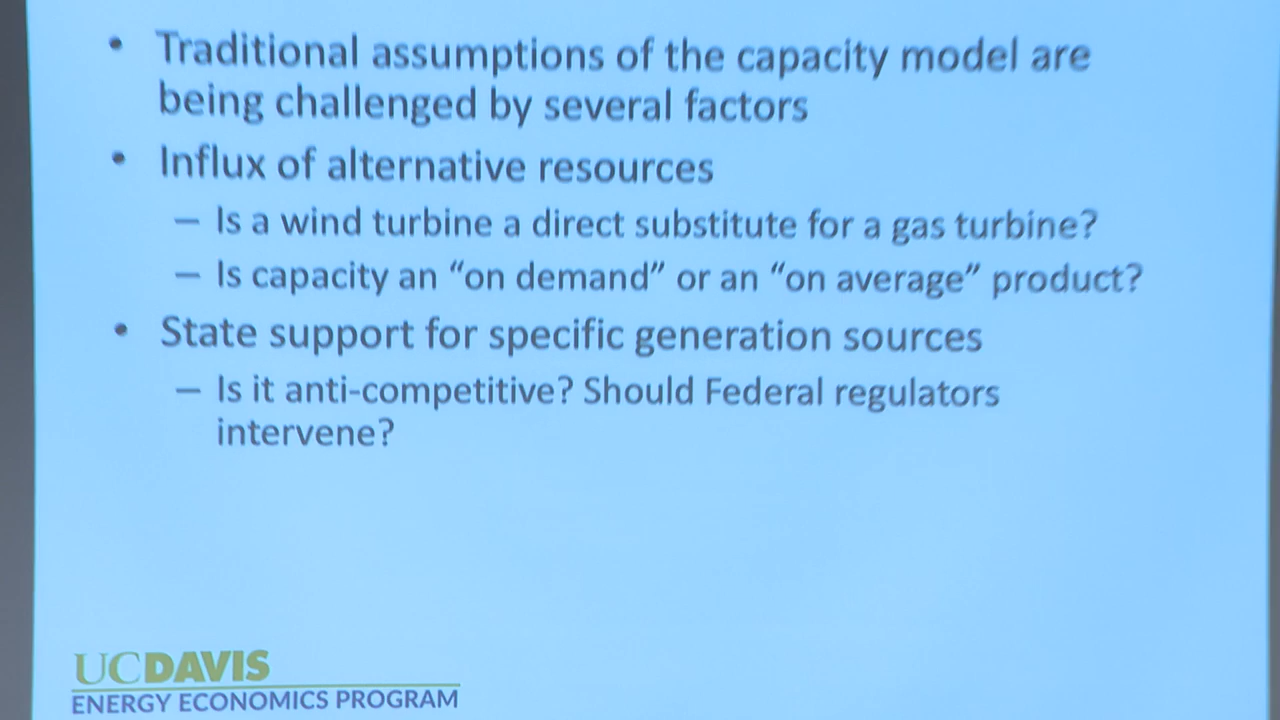 • Traditional assumptions of the capacity model are
being challenged by several factors
• Influx of alternative resources
– Is a wind turbine a direct substitute for a gas turbine?
– Is capacity an “on demand” or an “on average” product?
• State support for specific generation sources
– Is it anti-competitive? Should Federal regulators
intervene?
UCDAVIS
ENERGY ECONOMICS PROGRAM